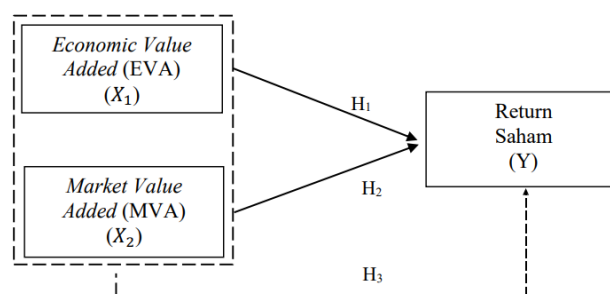 Economic Value
Added (EVA)
(X₁)
H₁
Return
Saham
(Y)
Market Value
Added (MVA)
(X₂)
H₂
H₃